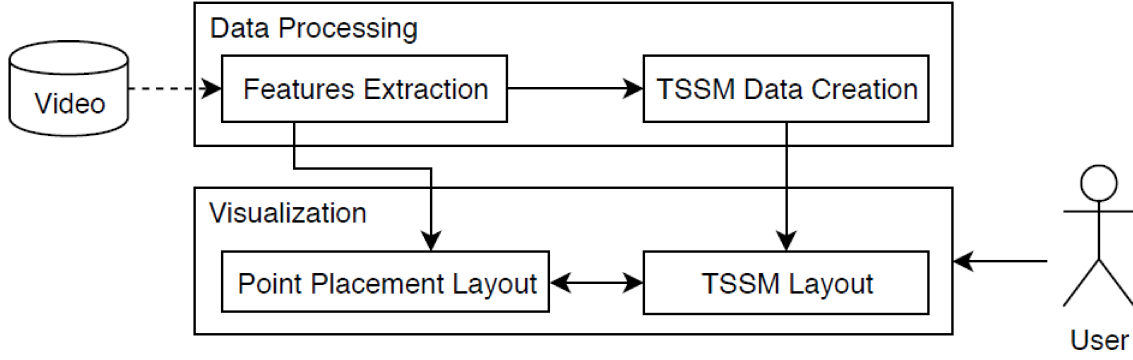 Data Processing
Video
Features Extraction
TSSM Data Creation
Visualization
Point Placement Layout
TSSM Layout
User